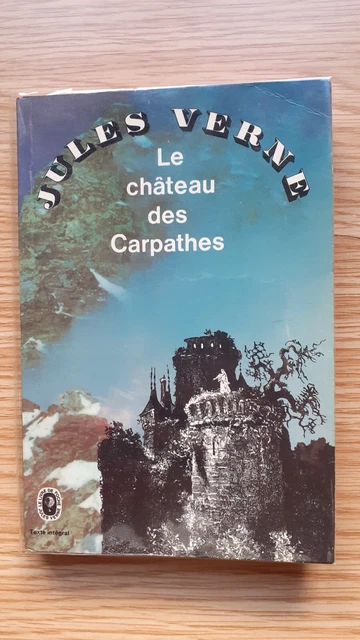 JULES VERNE
Le
château
des
Carpathes
Texte intégral